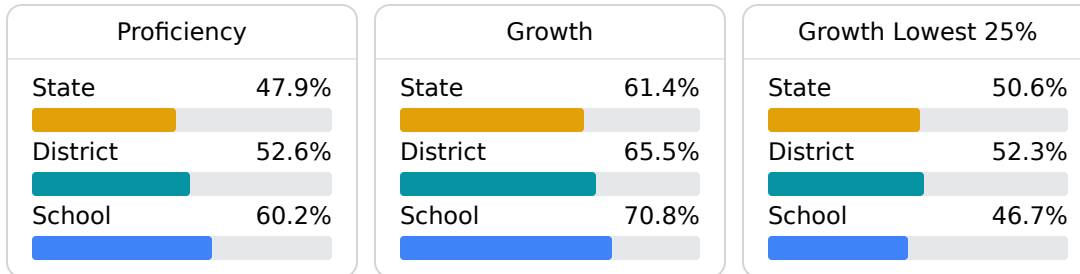 Proficiency
State 47.9%
District 52.6%
School 60.2%
Growth
State 61.4%
District 65.5%
School 70.8%
Growth Lowest 25%
State 50.6%
District 52.3%
School 46.7%